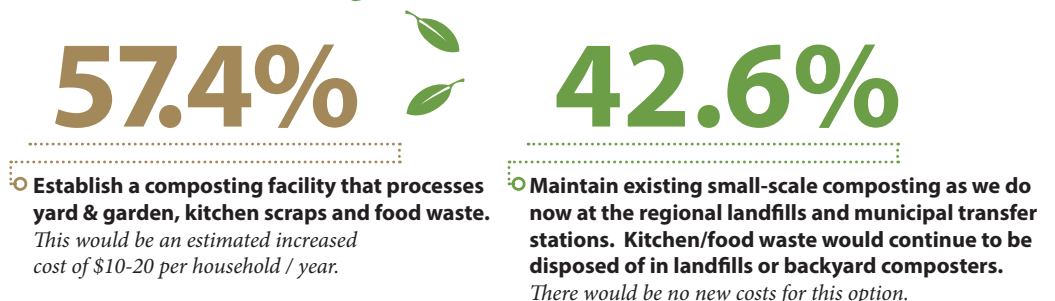 57.4%
Establish a composting facility that processes
yard & garden, kitchen scraps and food waste.
This would be an estimated increased
cost of $10-20 per household / year.
42.6%
Maintain existing small-scale composting as we do
now at the regional landfills and municipal transfer
stations.  Kitchen/food waste would continue to be
disposed of in landfills or backyard composters.
There would be no new costs for this option.